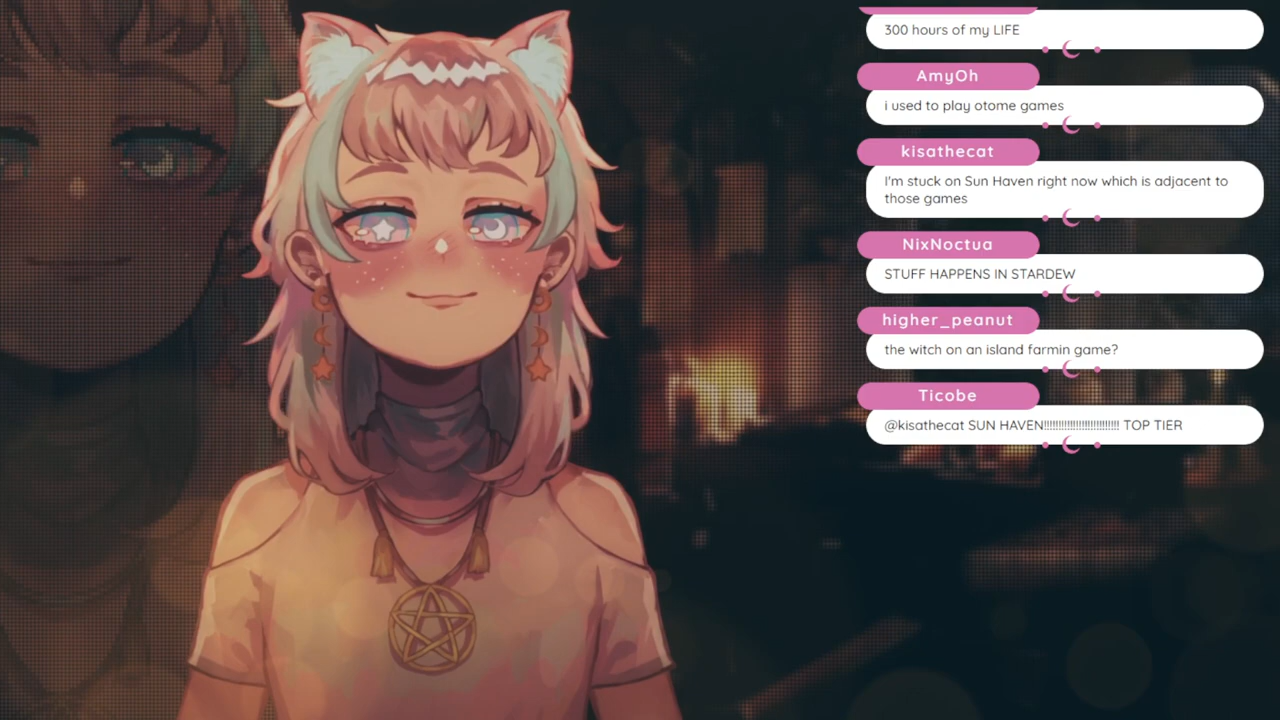 300 hours of my LIFE
AmyOh
i used to play otome games
kisathecat
I'm stuck on Sun Haven right now which is adjacent to
those games
NixNoctua
STUFF HAPPENS IN STARDEW
higher_peanut
the witch on an island farmin game?
Ticobe
@kisathecat SUN HAVEN!!!!!!!!!!!!!!!!!!!!!!!!!!! TOP TIER